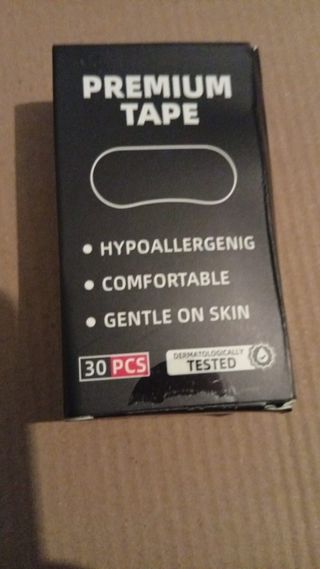 PREMIUM
TAPE
• HYPOALLERGENIG
• COMFORTABLE
• GENTLE ON SKIN
30 PCS
DERMATOLOGICALLY
TESTED